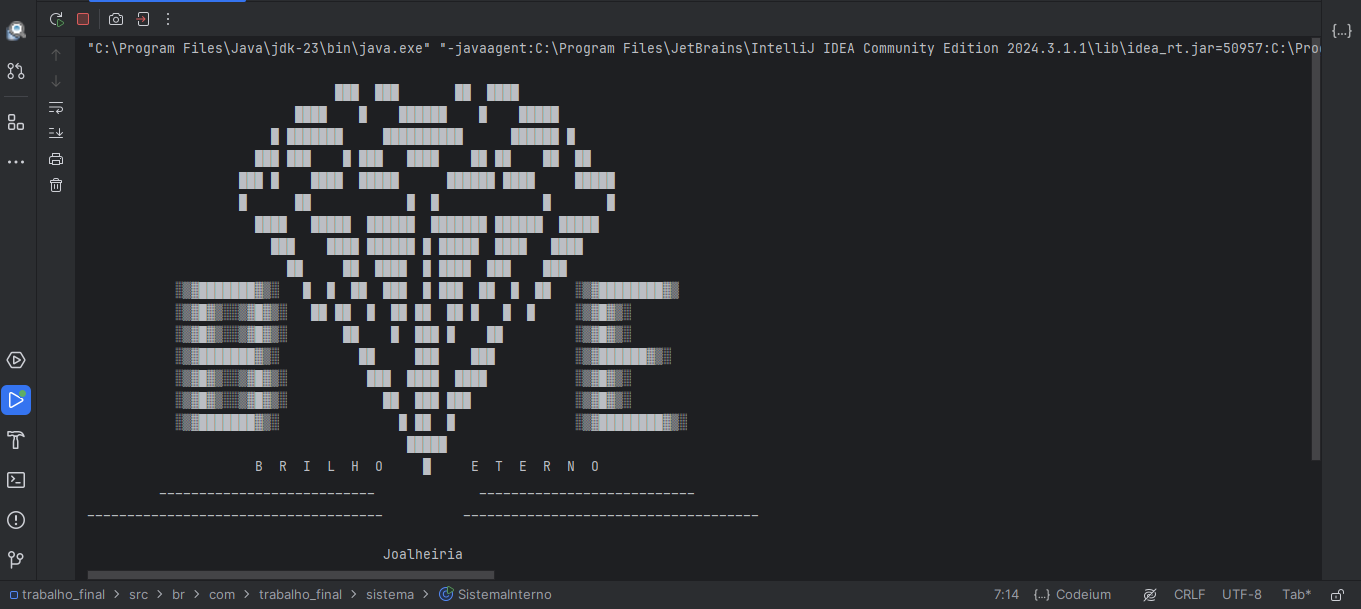 "C:\Program Files\Java\jdk-23\bin\java.exe" "-javaagent:C:\Program Files\JetBrains\IntelliJ IDEA Community Edition 2024.3.1.1\lib\idea_rt.jar=50957:C:\Pro
B E
B R I L H O E T E R N O
Joalheiria
trabalho_final > src > br > com > trabalho_final > sistema > SistemaInterno 7:14 {...} Codeium CRLF UTF-8 Tab*